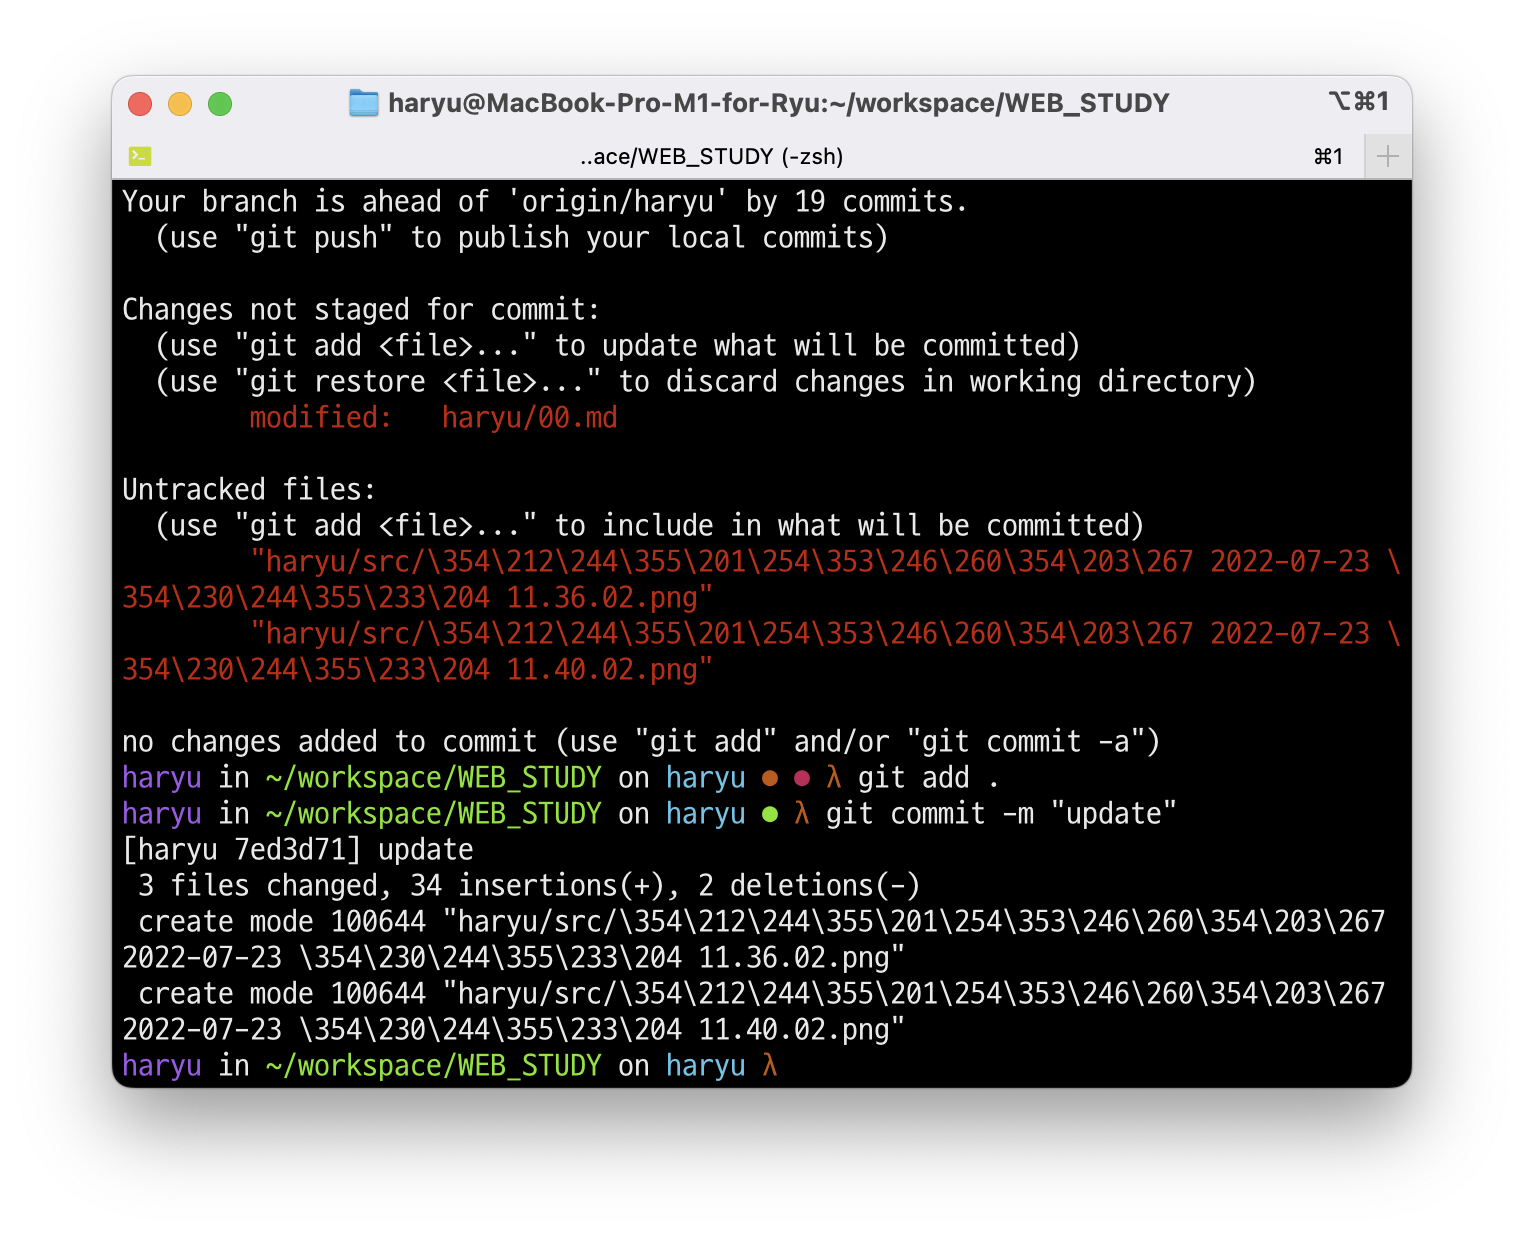 haryu@MacBook-Pro-M1-for-Ryu:~/workspace/WEB_STUDY ⌥⌘1
..ace/WEB_STUDY (-zsh) ⌘1
Your branch is ahead of 'origin/haryu' by 19 commits.
  (use "git push" to publish your local commits)
Changes not staged for commit:
  (use "git add <file>..." to update what will be committed)
  (use "git restore <file>..." to discard changes in working directory)
        modified:   haryu/00.md
Untracked files:
  (use "git add <file>..." to include in what will be committed)
        "haryu/src/\354\212\244\355\201\254\353\246\260\354\203\267 2022-07-23 \
354\230\244\355\233\204 11.36.02.png"
        "haryu/src/\354\212\244\355\201\254\353\246\260\354\203\267 2022-07-23 \
354\230\244\355\233\204 11.40.02.png"
no changes added to commit (use "git add" and/or "git commit -a")
haryu in ~/workspace/WEB_STUDY on haryu ● ● λ git add .
haryu in ~/workspace/WEB_STUDY on haryu ● λ git commit -m "update"
[haryu 7ed3d71] update
 3 files changed, 34 insertions(+), 2 deletions(-)
 create mode 100644 "haryu/src/\354\212\244\355\201\254\353\246\260\354\203\267
2022-07-23 \354\230\244\355\233\204 11.36.02.png"
 create mode 100644 "haryu/src/\354\212\244\355\201\254\353\246\260\354\203\267
2022-07-23 \354\230\244\355\233\204 11.40.02.png"
haryu in ~/workspace/WEB_STUDY on haryu λ